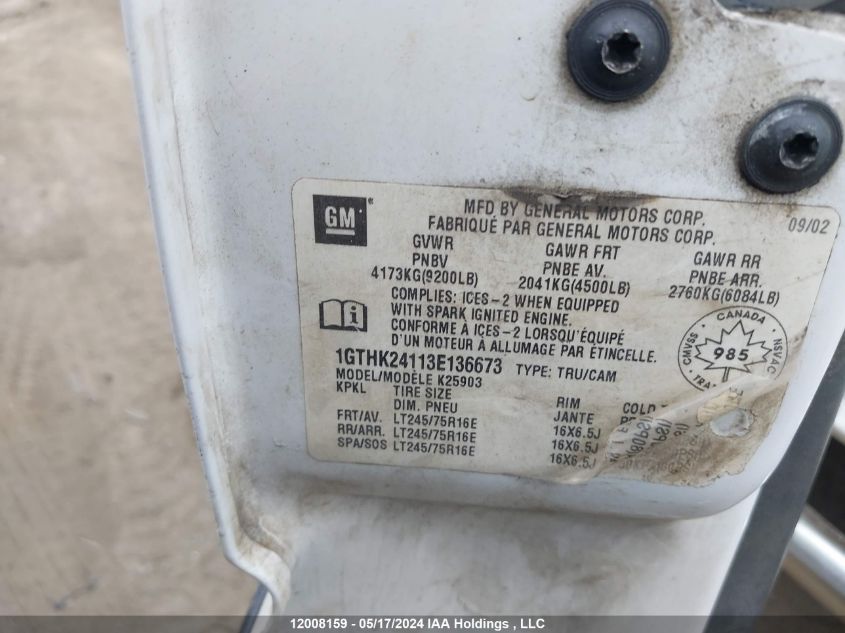 GM
MFD BY GENERAL MOTORS CORP.
FABRIQUÉ PAR GENERAL MOTORS CORP.
09/02
GVWR GAWR FRT GAWR RR
PNBV PNBE AV. PNBE ARR.
4173KG(9200LB) 2041KG(4500LB) 2760KG(6084LB)
COMPLIES: ICES-2 WHEN EQUIPPED
WITH SPARK IGNITED ENGINE.
CONFORME À ICES-2 LORSQU'ÉQUIPÉ
D'UN MOTEUR À ALLUMAGE PAR ÉTINCELLE.
CANADA
CMVSS 985 NSVAC
TRA
1GTHK24113E136673 TYPE: TRU/CAM
MODEL/MODÈLE K25903
KPKL TIRE SIZE RIM COLD
DIM. PNEU JANTE
FRT/AV. LT245/75R16E 16X6.5J
RR/ARR. LT245/75R16E 16X6.5J
SPA/SOS LT245/75R16E 16X6.5J
12008159 - 05/17/2024 IAA Holdings , LLC